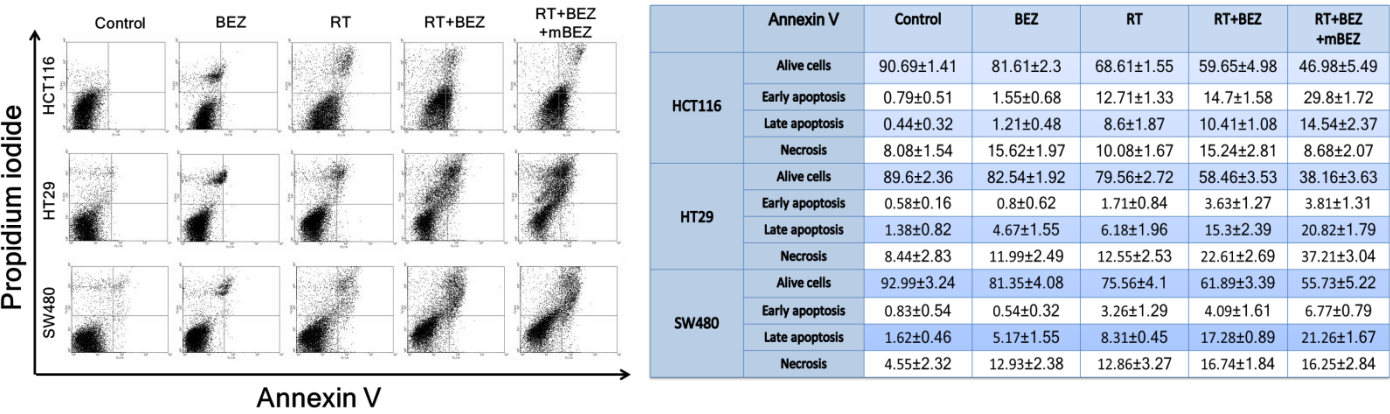 Control BEZ RT RT+BEZ RT+BEZ
+mBEZ
Propidium iodide
HCT116
HT29
SW480
Annexin V
Annexin V Control BEZ RT RT+BEZ RT+BEZ
+mBEZ
HCT116
Alive cells 90.69±1.41 81.61±2.3 68.61±1.55 59.65±4.98 46.98±5.49
Early apoptosis 0.79±0.51 1.55±0.68 12.71±1.33 14.7±1.58 29.8±1.72
Late apoptosis 0.44±0.32 1.21±0.48 8.6±1.87 10.41±1.08 14.54±2.37
Necrosis 8.08±1.54 15.62±1.97 10.08±1.67 15.24±2.81 8.68±2.07
HT29
Alive cells 89.6±2.36 82.54±1.92 79.56±2.72 58.46±3.53 38.16±3.63
Early apoptosis 0.58±0.16 0.8±0.62 1.71±0.84 3.63±1.27 3.81±1.31
Late apoptosis 1.38±0.82 4.67±1.55 6.18±1.96 15.3±2.39 20.82±1.79
Necrosis 8.44±2.83 11.99±2.49 12.55±2.53 22.61±2.69 37.21±3.04
SW480
Alive cells 92.99±3.24 81.35±4.08 75.56±4.1 61.89±3.39 55.73±5.22
Early apoptosis 0.83±0.54 0.54±0.32 3.26±1.29 4.09±1.61 6.77±0.79
Late apoptosis 1.62±0.46 5.17±1.55 8.31±0.45 17.28±0.89 21.26±1.67
Necrosis 4.55±2.32 12.93±2.38 12.86±3.27 16.74±1.84 16.25±2.84